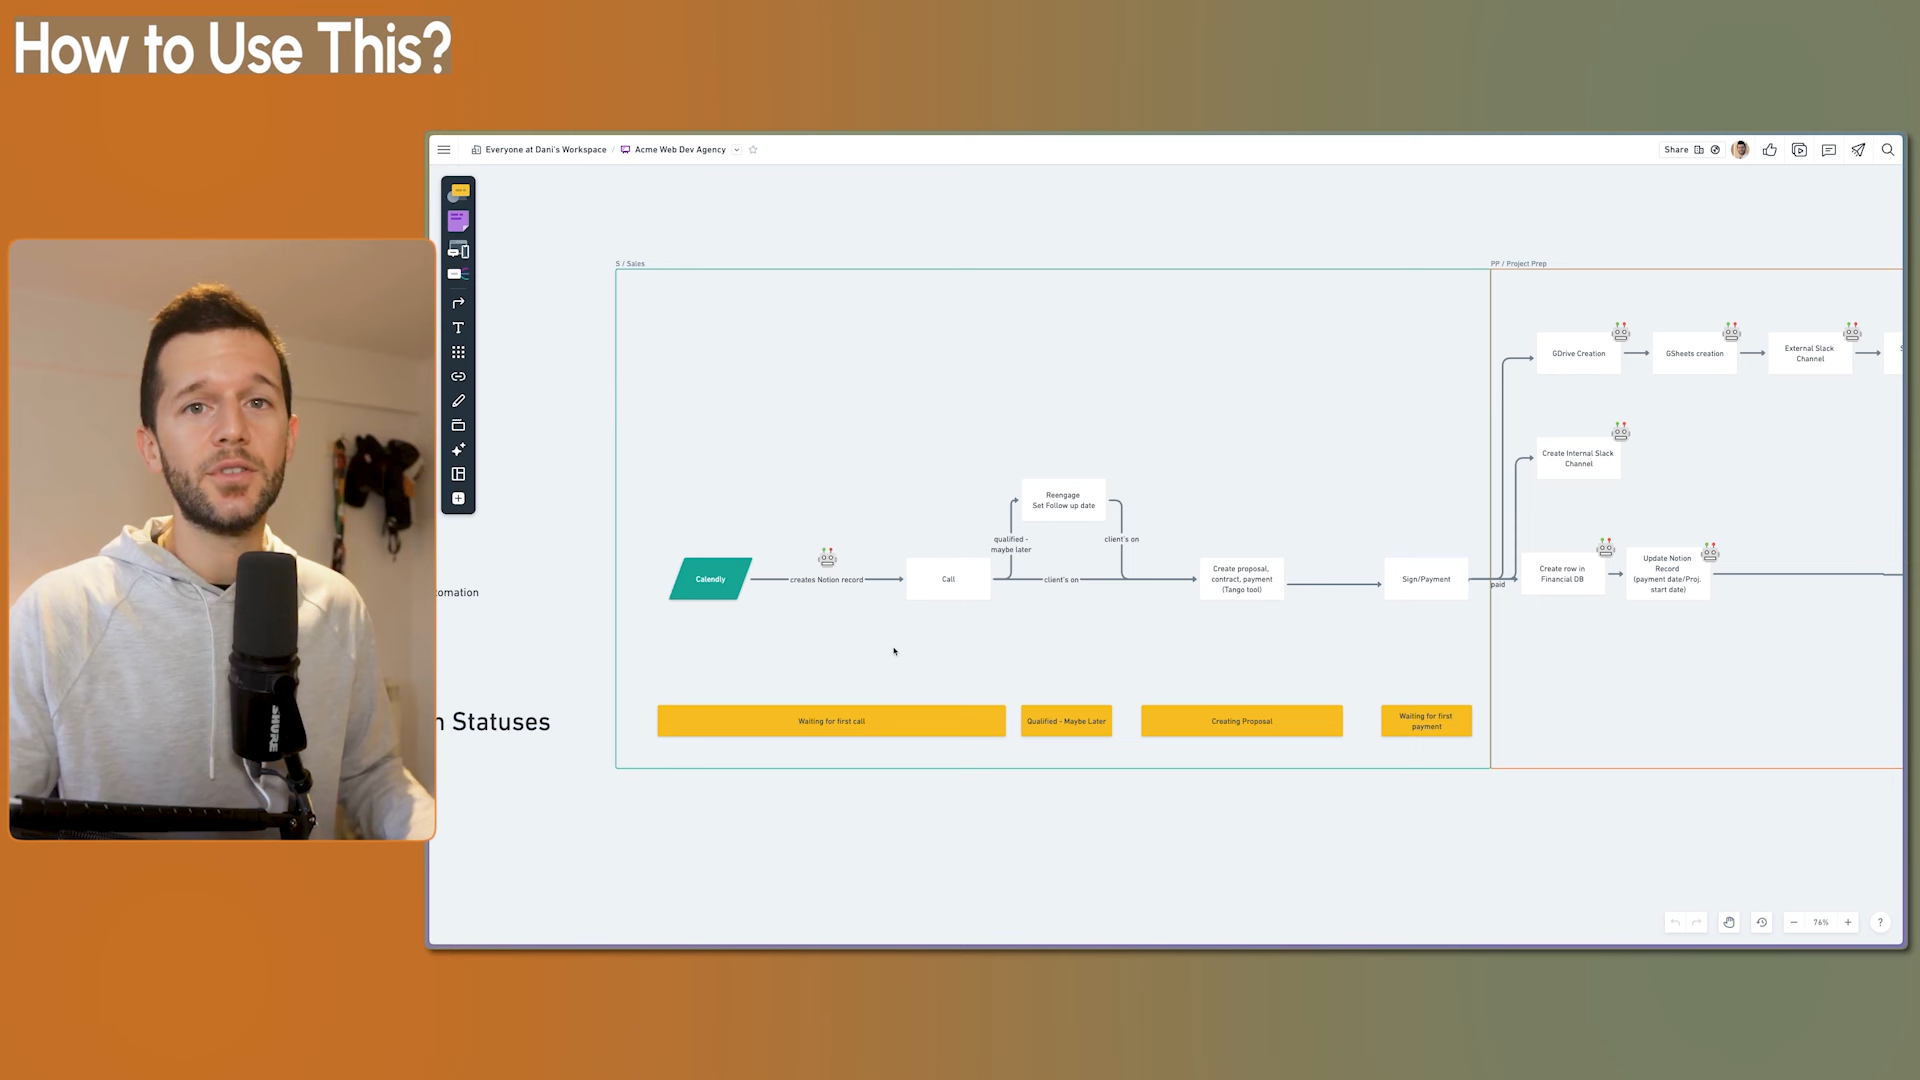 How to Use This?
Everyone at Dani's Workspace / Acme Web Dev Agency
Share
S / Sales
PP / Project Prep
GDrive Creation
GSheets creation
External Slack
Channel
Create Internal Slack
Channel
Reengage
Set Follow up date
qualified -
maybe later
client's on
Calendly
creates Notion record
Call
client's on
Create proposal,
contract, payment
(Tango tool)
Sign/Payment
paid
Create row in
Financial DB
Update Notion
Record
(payment date/Proj.
start date)
omation
n Statuses
Waiting for first call
Qualified - Maybe Later
Creating Proposal
Waiting for first
payment
SHURE
76%